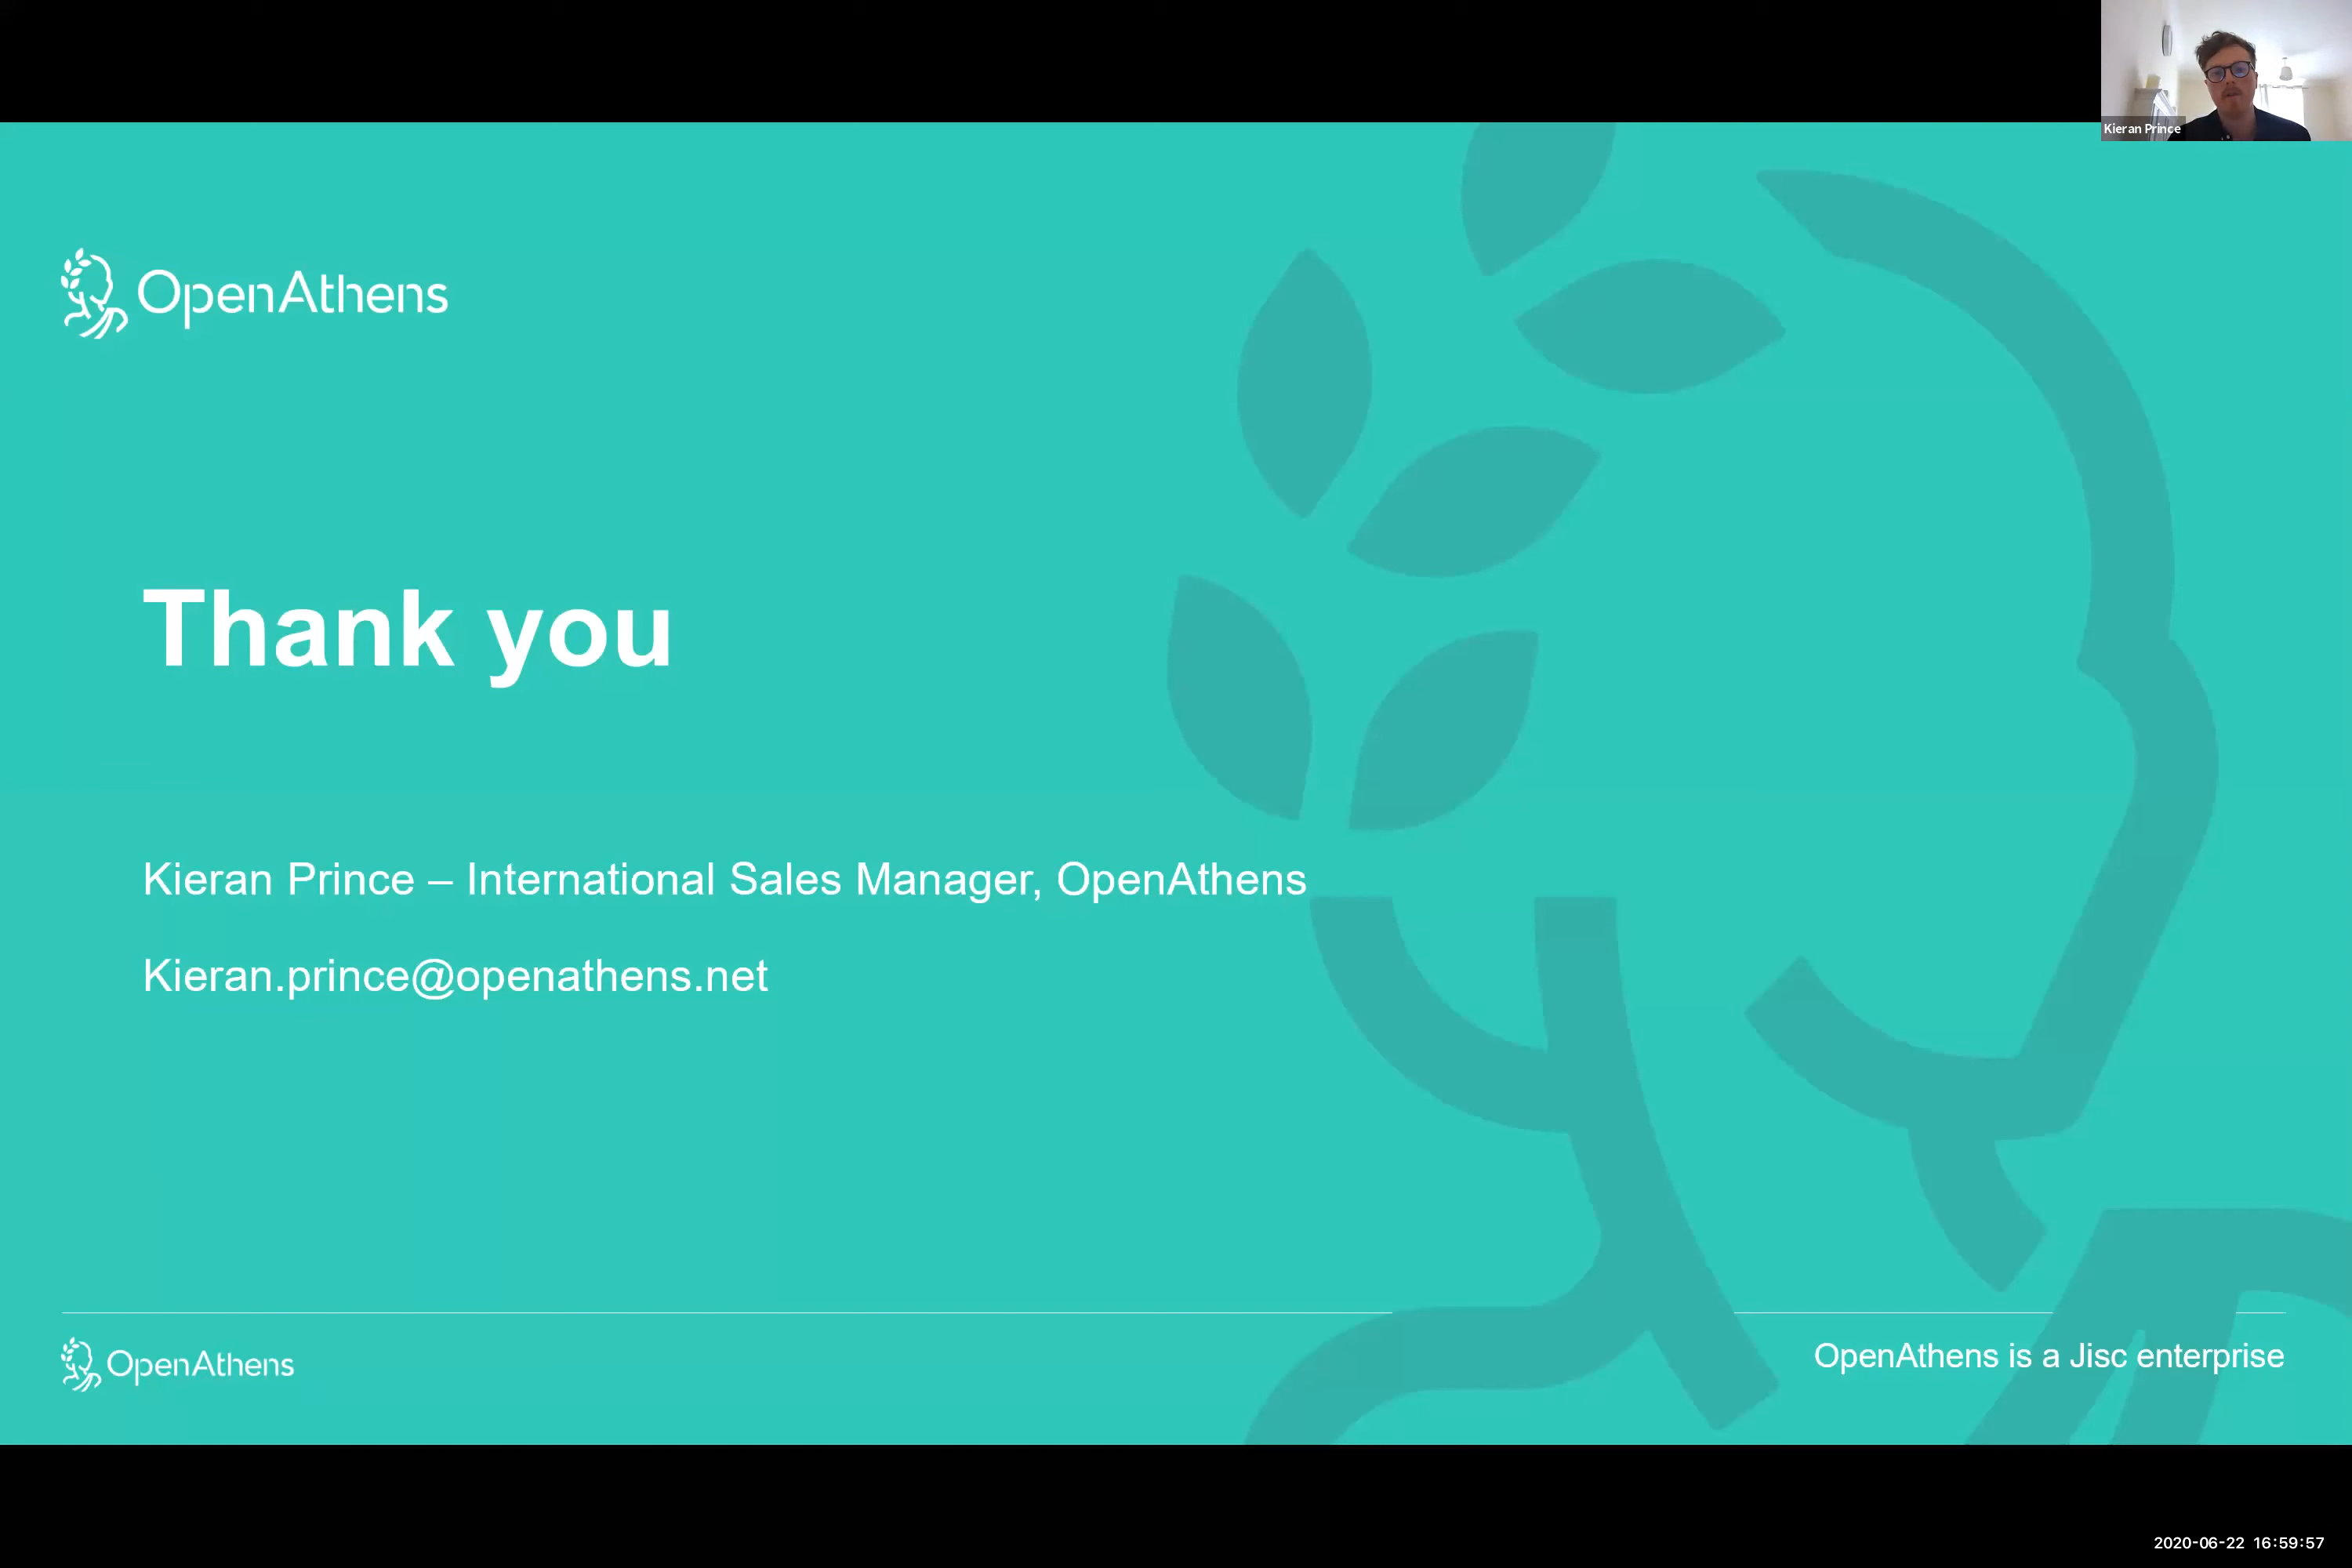 Kieran Prince
OpenAthens
Thank you
Kieran Prince – International Sales Manager, OpenAthens
Kieran.prince@openathens.net
OpenAthens
OpenAthens is a Jisc enterprise
2020-06-22 16:59:57